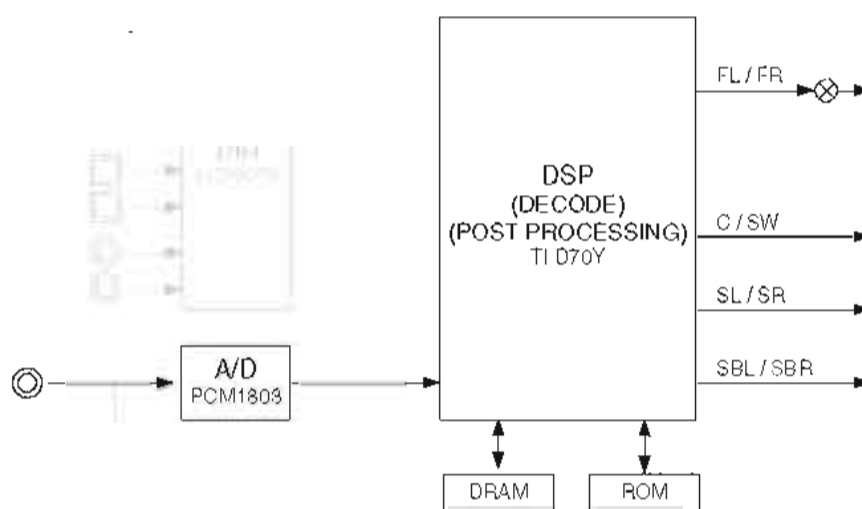 FL / FR
DSP
(DECODE)
(POST PROCESSING)
TI D70Y
C / SW
SL / SR
A/D
PCM1803
SBL / SBR
DRAM
ROM